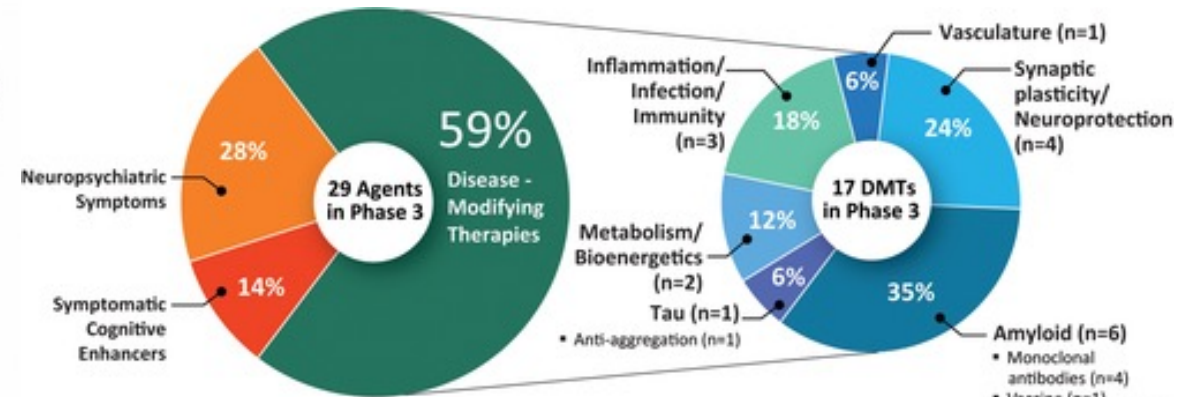 28%
Neuropsychiatric
Symptoms
14%
Symptomatic
Cognitive
Enhancers
29 Agents
in Phase 3
59%
Disease -
Modifying
Therapies
Inflammation/
Infection/
Immunity
(n=3)
18%
6%
Vasculature (n=1)
Synaptic
plasticity/
Neuroprotection
(n=4)
24%
17 DMTs
in Phase 3
12%
Metabolism/
Bioenergetics
(n=2)
6%
Tau (n=1)
▪ Anti-aggregation (n=1)
35%
Amyloid (n=6)
▪ Monoclonal
antibodies (n=4)
▪ Vaccine (n=1)